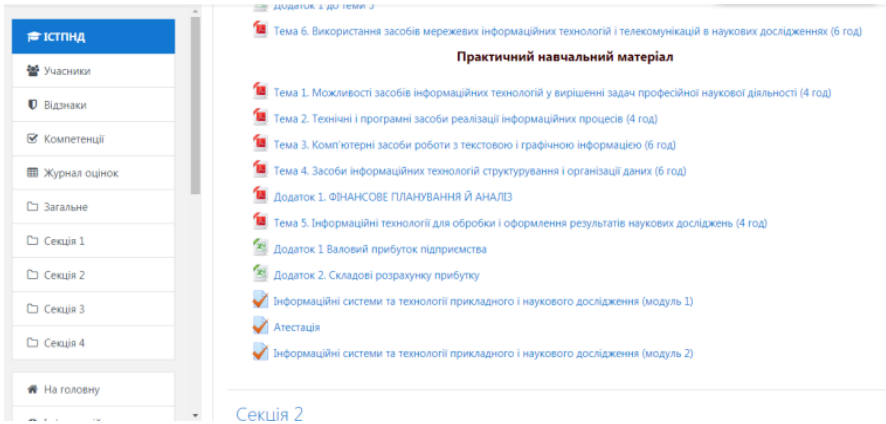 Додаток 1 до теми 5
ІСТПНД
Учасники
Відзнаки
Компетенції
Журнал оцінок
Загальне
Секція 1
Секція 2
Секція 3
Секція 4
На головну
Тема 6. Використання засобів мережевих інформаційних технологій і телекомунікацій в наукових дослідженнях (6 год)
Практичний навчальний матеріал
Тема 1. Можливості засобів інформаційних технологій у вирішенні задач професійної наукової діяльності (4 год)
Тема 2. Технічні і програмні засоби реалізації інформаційних процесів (4 год)
Тема 3. Комп'ютерні засоби роботи з текстовою і графічною інформацією (6 год)
Тема 4. Засоби інформаційних технологій структурування і організації даних (6 год)
Додаток 1. ФІНАНСОВЕ ПЛАНУВАННЯ Й АНАЛІЗ
Тема 5. Інформаційні технології для обробки і оформлення результатів наукових досліджень (4 год)
Додаток 1 Валовий прибуток підприємства
Додаток 2. Складові розрахунку прибутку
Інформаційні системи та технології прикладного і наукового дослідження (модуль 1)
Атестація
Інформаційні системи та технології прикладного і наукового дослідження (модуль 2)
Секція 2